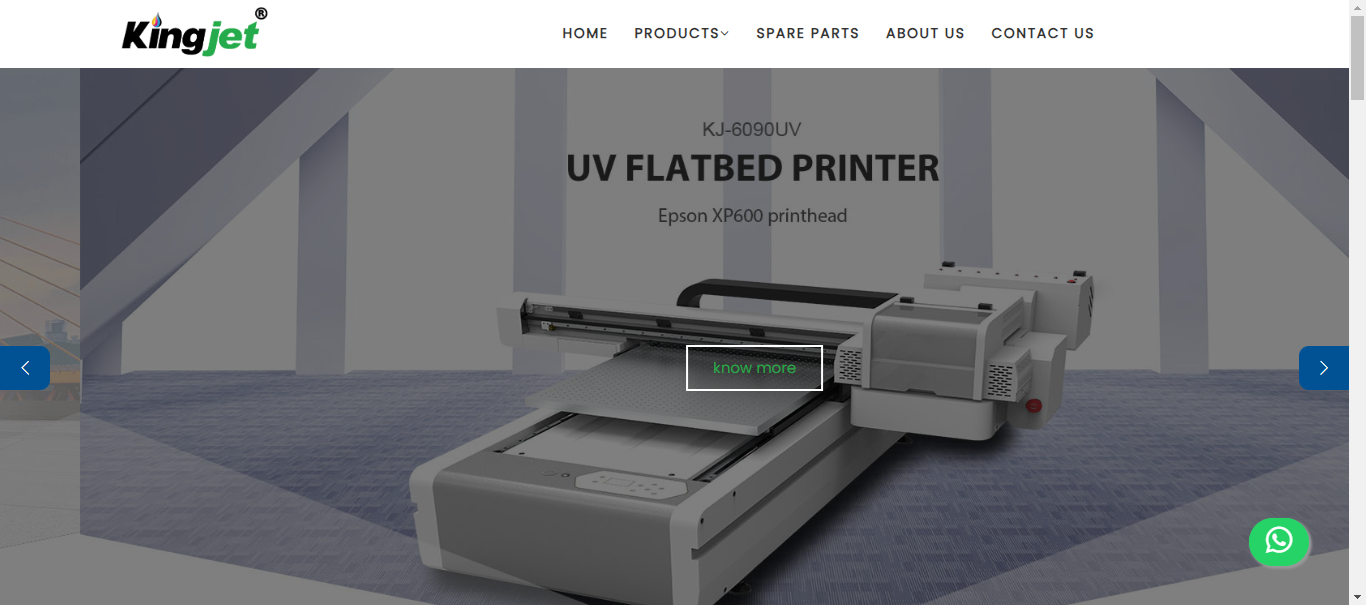 Kingjet®
HOME PRODUCTS SPARE PARTS ABOUT US CONTACT US
KJ-6090UV
UV FLATBED PRINTER
Epson XP600 printhead
know more